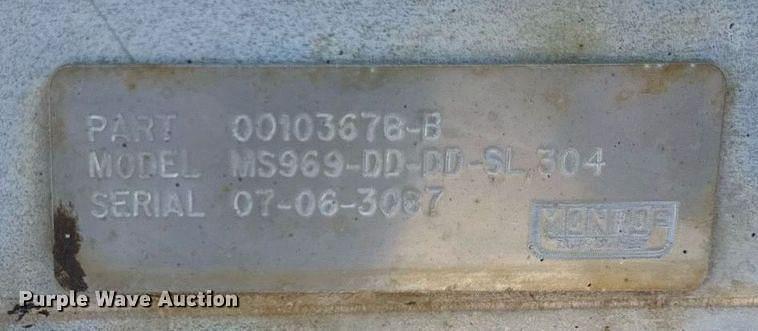 PART 00103678-B
MODEL MS969-DD-DD-SL, 304
SERIAL 07-06-3087
MONROE
Purple Wave Auction